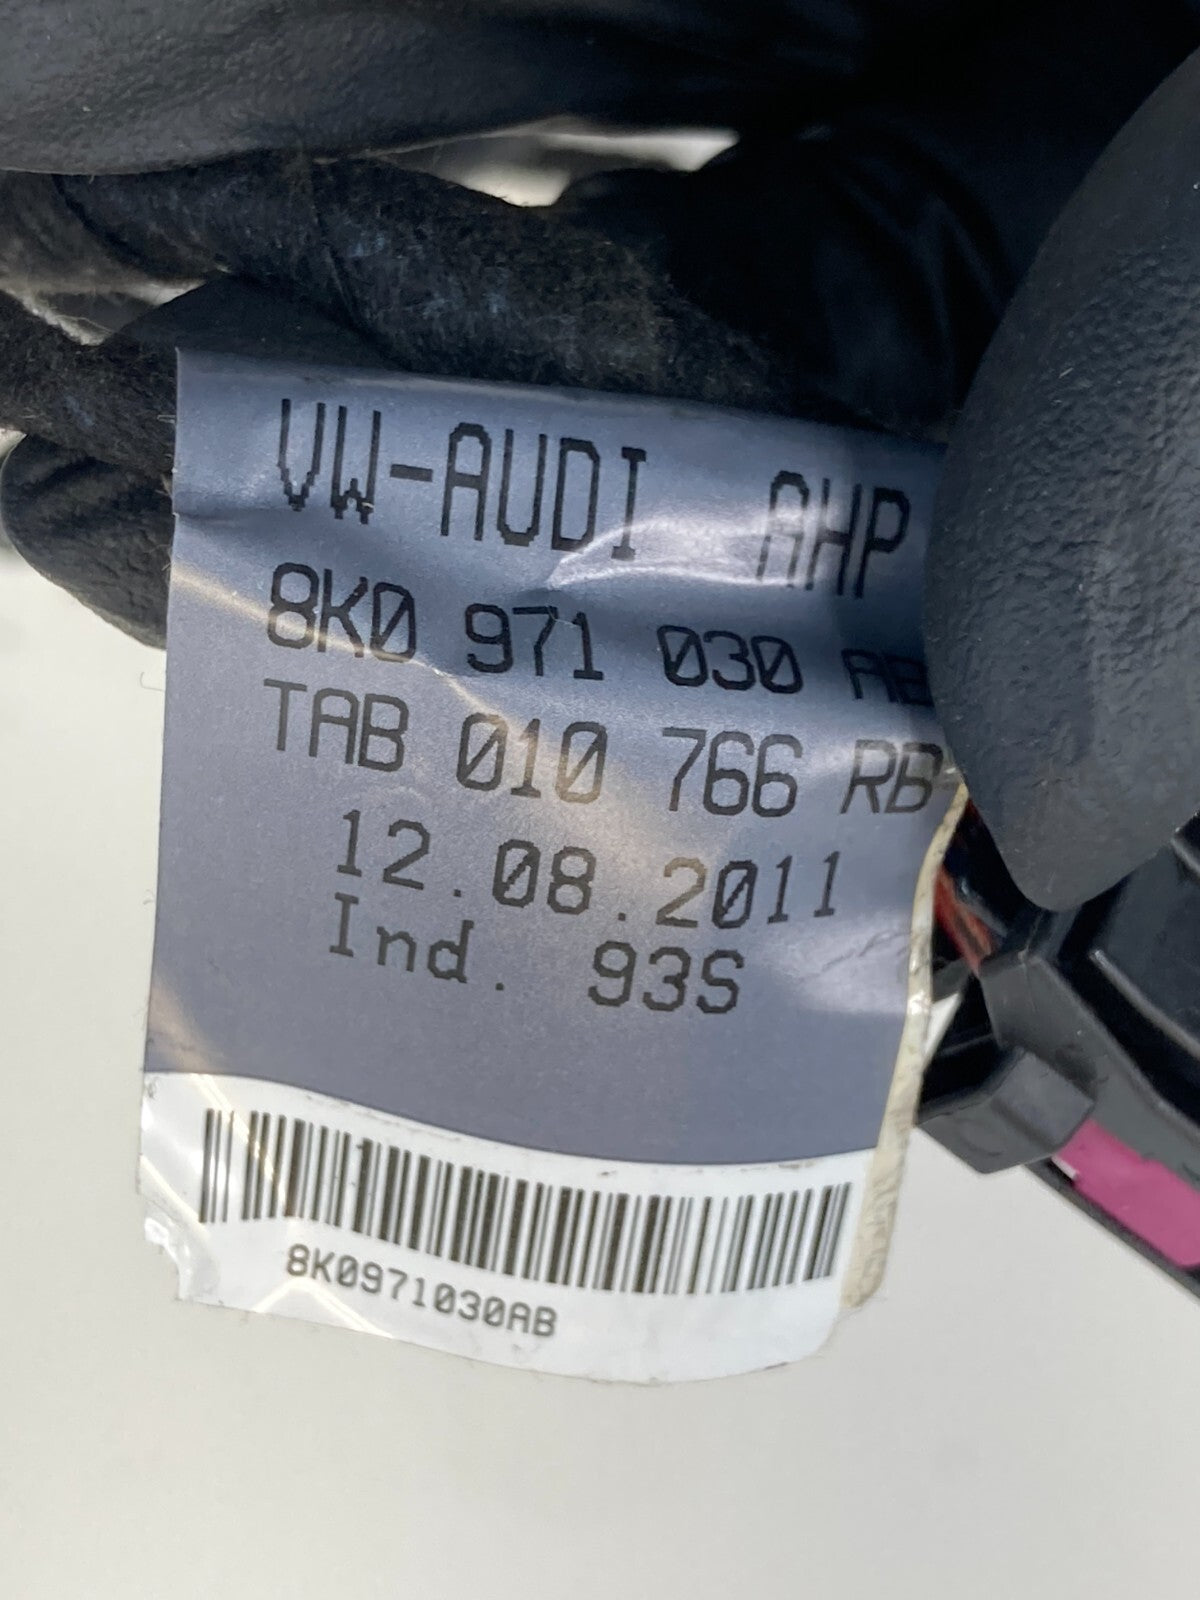 VW-AUDI AHP
8K0 971 030 AB
TAB 010 766 RB
12.08.2011
Ind. 93S
8K0971030AB